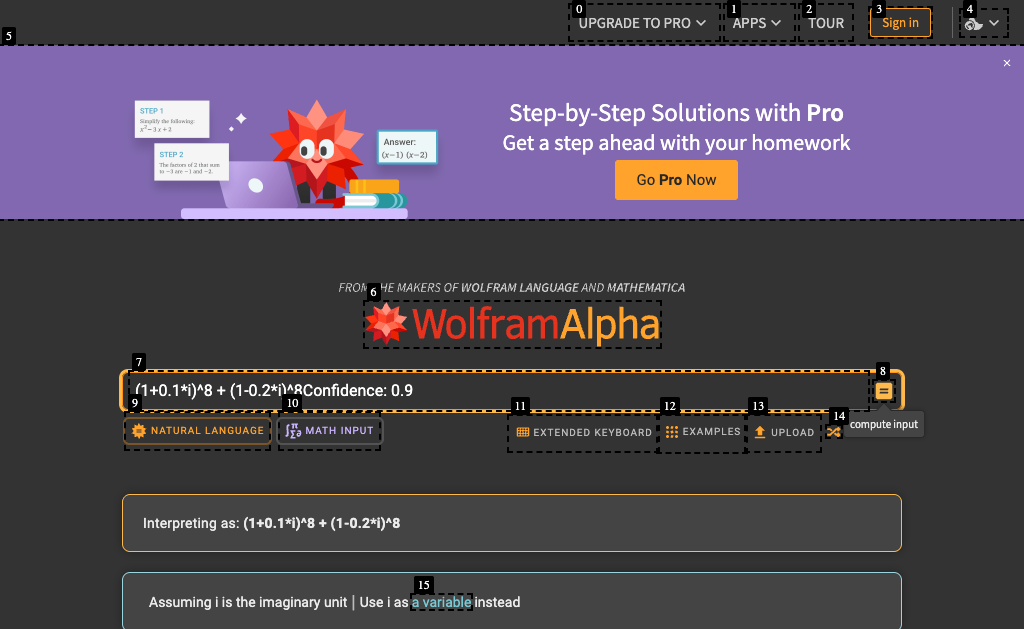 0
UPGRADE TO PRO
1
APPS
2
TOUR
3
Sign in
4
5
×
STEP 1
Simplify the following:
x² − 3 x + 2
STEP 2
The factors of 2 that sum
to −3 are −1 and −2.
Answer:
(x−1) (x−2)
Step-by-Step Solutions with Pro
Get a step ahead with your homework
Go Pro Now
FROM THE MAKERS OF WOLFRAM LANGUAGE AND MATHEMATICA
6
WolframAlpha
7
8
(1+0.1*i)^8 + (1-0.2*i)^8Confidence: 0.9
=
9
NATURAL LANGUAGE
10
MATH INPUT
11
EXTENDED KEYBOARD
12
EXAMPLES
13
UPLOAD
14
compute input
Interpreting as: (1+0.1*i)^8 + (1-0.2*i)^8
15
Assuming i is the imaginary unit | Use i as a variable instead